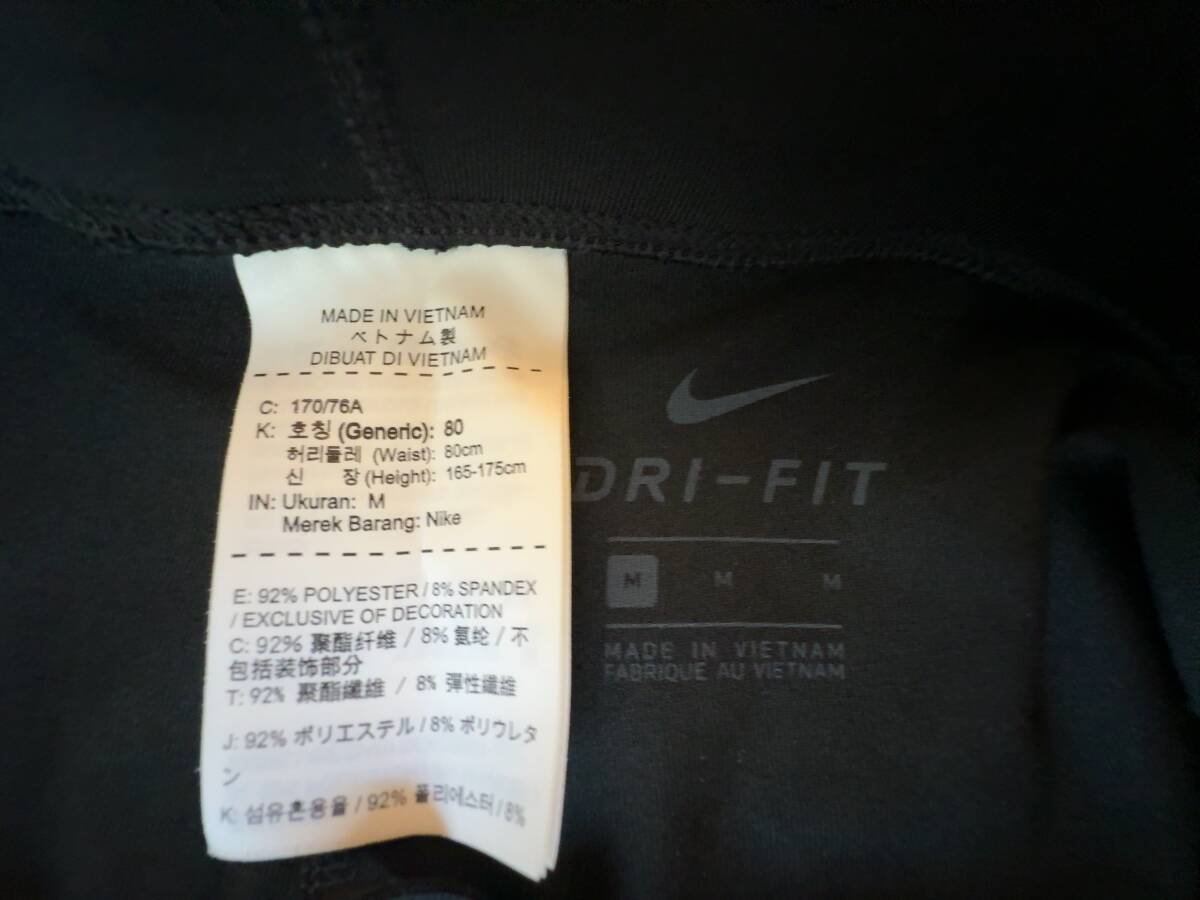 MADE IN VIETNAM
ベトナム製
DIBUAT DI VIETNAM
C: 170/76A
K: 호칭 (Generic): 80
허리둘레 (Waist): 80cm
신 장 (Height): 165-175cm
IN: Ukuran: M
Merek Barang: Nike
E: 92% POLYESTER / 8% SPANDEX
/ EXCLUSIVE OF DECORATION
C: 92% 聚酯纤维 / 8% 氨纶 / 不
包括装饰部分
T: 92% 聚酯纖維 / 8% 彈性纖維
J: 92% ポリエステル / 8% ポリウレタ
ン
K: 섬유혼용율 / 92% 폴리에스터 / 8%
DRI-FIT
M M M
MADE IN VIETNAM
FABRIQUE AU VIETNAM